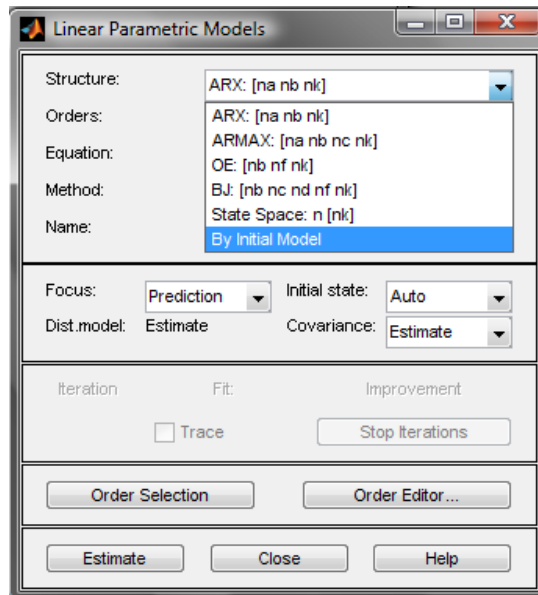 Linear Parametric Models
Structure: ARX: [na nb nk]
Orders: ARX: [na nb nk]
ARMAX: [na nb nc nk]
Equation: OE: [nb nf nk]
Method: BJ: [nb nc nd nf nk]
State Space: n [nk]
Name: By Initial Model
Focus: Prediction Initial state: Auto
Dist.model: Estimate Covariance: Estimate
Iteration Fit: Improvement
Trace Stop Iterations
Order Selection Order Editor...
Estimate Close Help